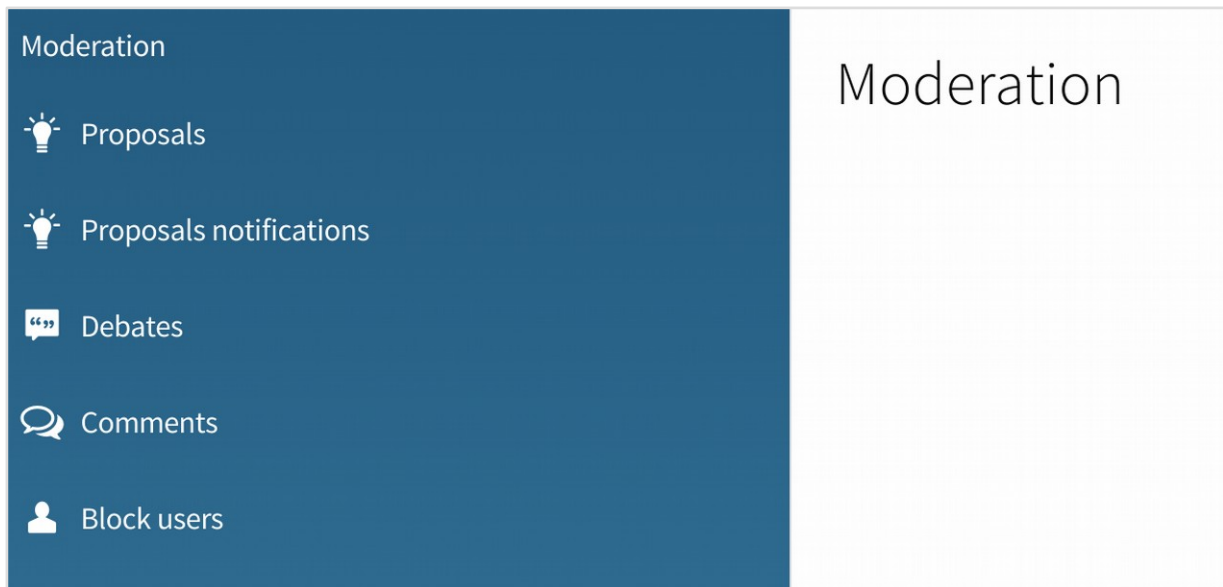 Moderation
Proposals
Proposals notifications
Debates
Comments
Block users
Moderation